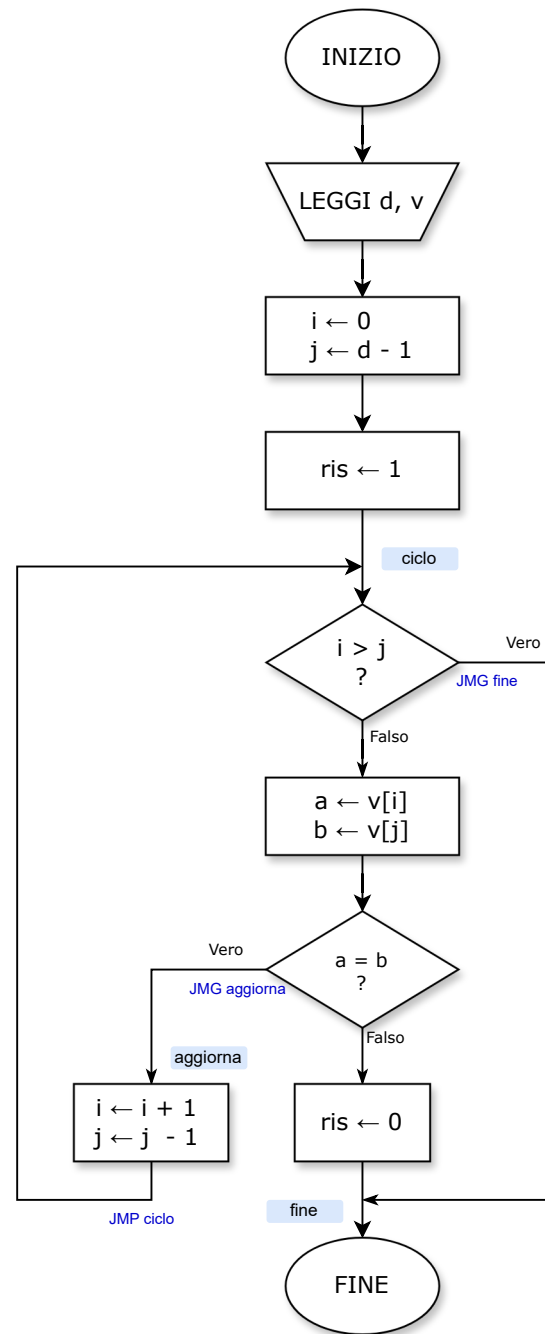 INIZIO
LEGGI d, v
i ← 0
j ← d - 1
ris ← 1
ciclo
i > j
?
Vero
JMG fine
Falso
a ← v[i]
b ← v[j]
Vero
a = b
?
JMG aggiorna
Falso
aggiorna
i ← i + 1
j ← j - 1
ris ← 0
JMP ciclo
fine
FINE